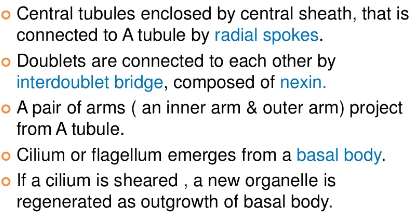 Central tubules enclosed by central sheath, that is
connected to A tubule by radial spokes.
Doublets are connected to each other by
interdoublet bridge, composed of nexin.
A pair of arms ( an inner arm & outer arm) project
from A tubule.
Cilium or flagellum emerges from a basal body.
If a cilium is sheared , a new organelle is
regenerated as outgrowth of basal body.